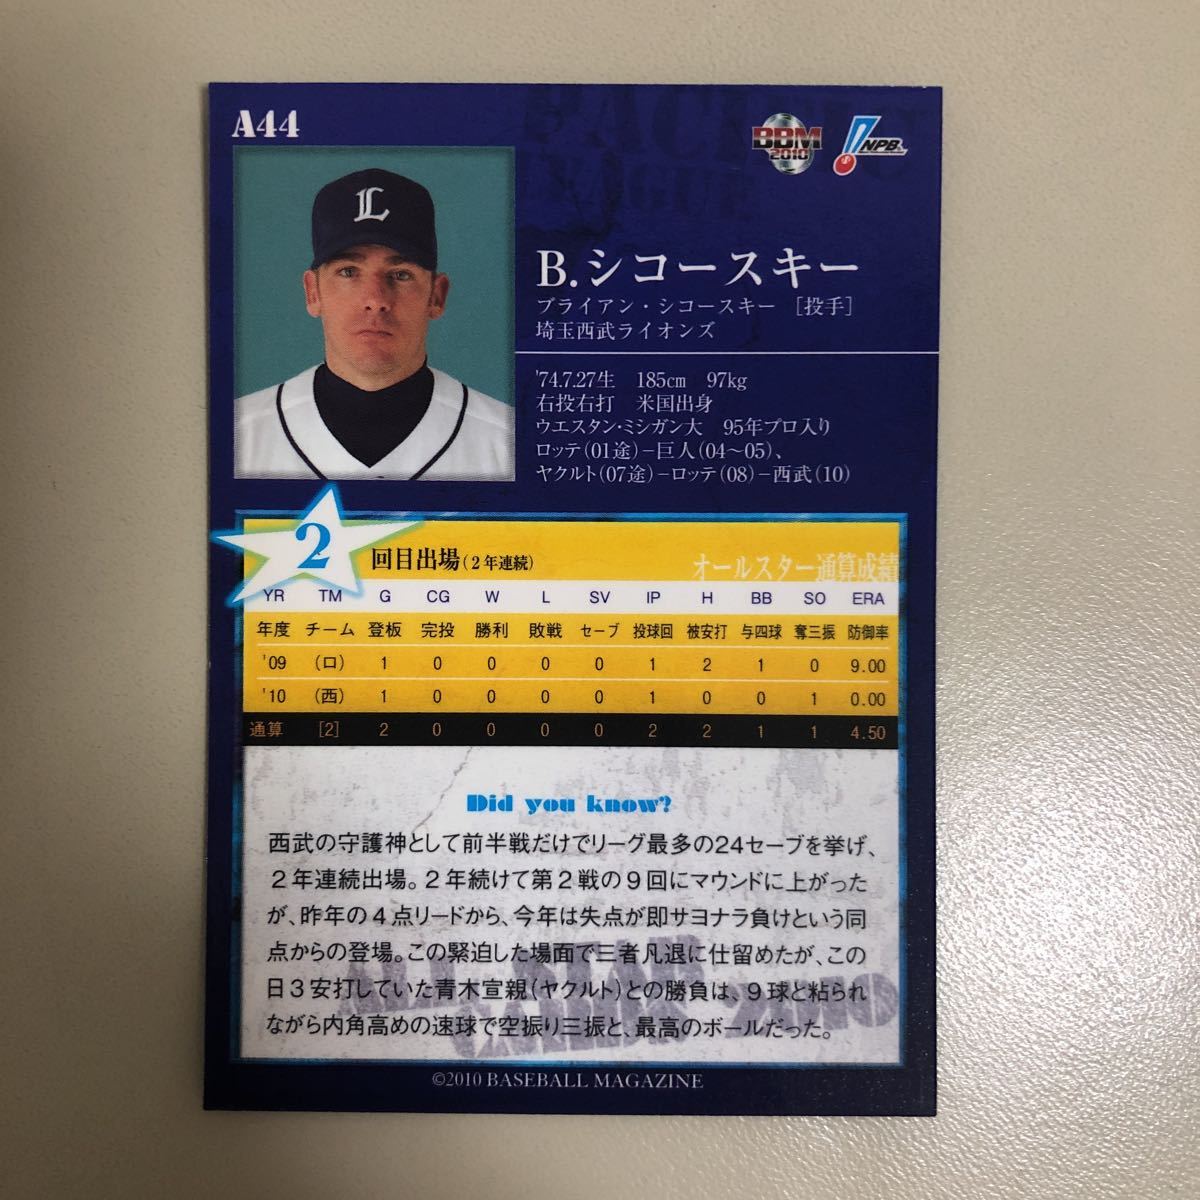 A44
BBM
2010
NPB
L
B.シコースキー
ブライアン・シコースキー [投手]
埼玉西武ライオンズ
'74.7.27生 185cm 97kg
右投右打 米国出身
ウエスタン・ミシガン大 95年プロ入り
ロッテ(01途)−巨人(04〜05)、
ヤクルト(07途)−ロッテ(08)−西武(10)
2 回目出場(2年連続)
オールスター通算成績
YR TM G CG W L SV IP H BB SO ERA
年度 チーム 登板 完投 勝利 敗戦 セーブ 投球回 被安打 与四球 奪三振 防御率
'09 (ロ) 1 0 0 0 0 1 2 1 0 9.00
'10 (西) 1 0 0 0 0 1 0 0 1 0.00
通算 [2] 2 0 0 0 0 2 2 1 1 4.50
Did you know?
西武の守護神として前半戦だけでリーグ最多の24セーブを挙げ、
2年連続出場。2年続けて第2戦の9回にマウンドに上がった
が、昨年の4点リードから、今年は失点が即サヨナラ負けという同
点からの登場。この緊迫した場面で三者凡退に仕留めたが、この
日3安打していた青木宣親(ヤクルト)との勝負は、9球と粘られ
ながら内角高めの速球で空振り三振と、最高のボールだった。
©2010 BASEBALL MAGAZINE